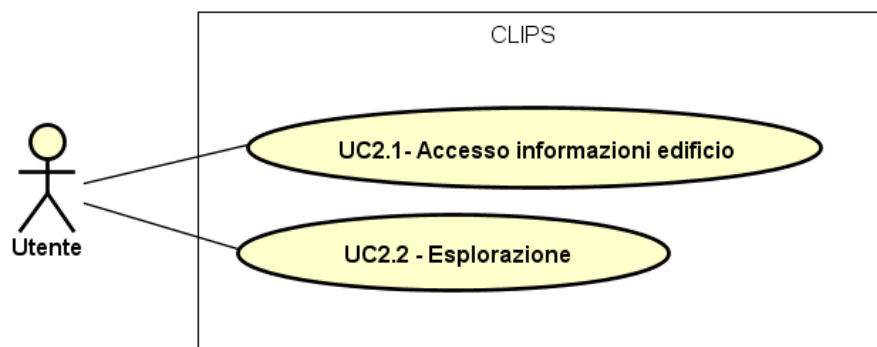 CLIPS
UC2.1- Accesso informazioni edificio
UC2.2 - Esplorazione
Utente